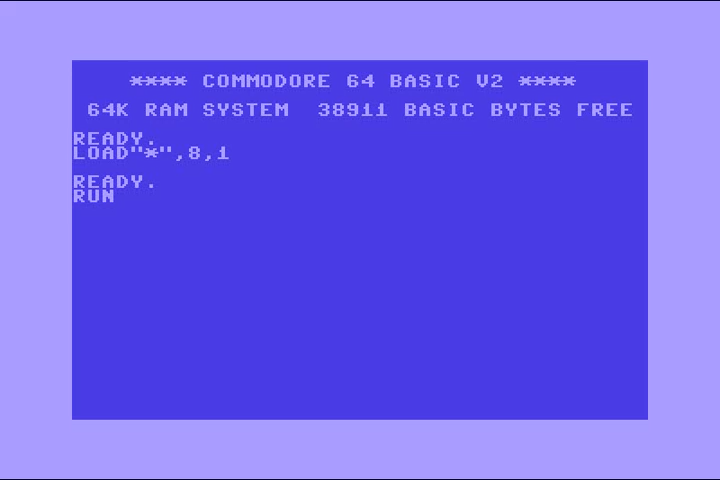 **** COMMODORE 64 BASIC V2 ****
64K RAM SYSTEM  38911 BASIC BYTES FREE
READY.
LOAD"*",8,1
READY.
RUN